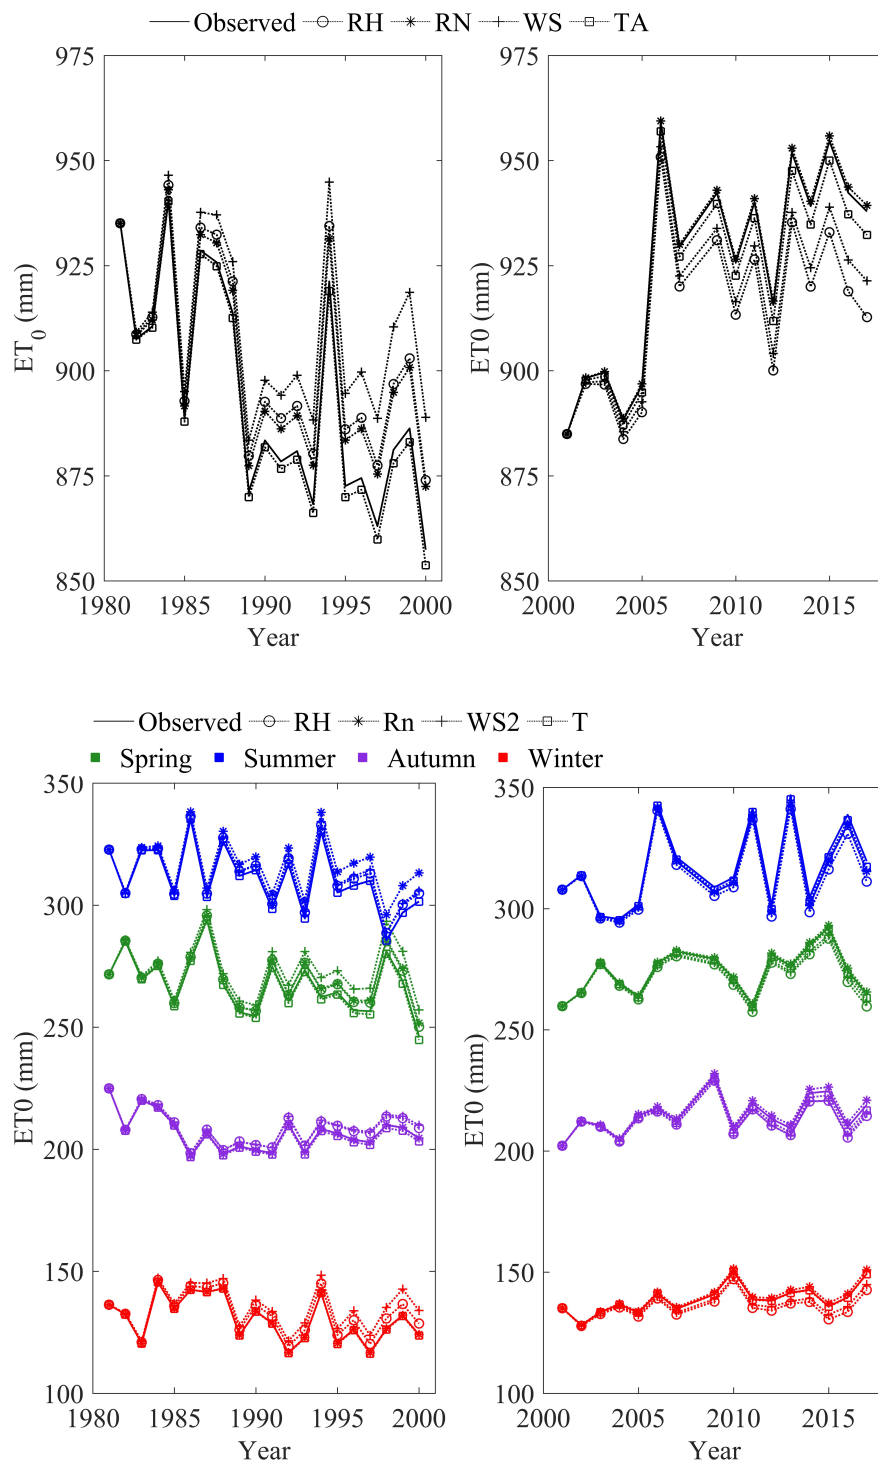 Observed RH RN WS TA
975 975
950 950
925 925
900 900
875 875
850 850
ET0 (mm) ET0 (mm)
1980 1985 1990 1995 2000 2000 2005 2010 2015
Year Year
Observed RH Rn WS2 T
Spring Summer Autumn Winter
350 350
300 300
250 250
200 200
150 150
100 100
ET0 (mm) ET0 (mm)
1980 1985 1990 1995 2000 2000 2005 2010 2015
Year Year